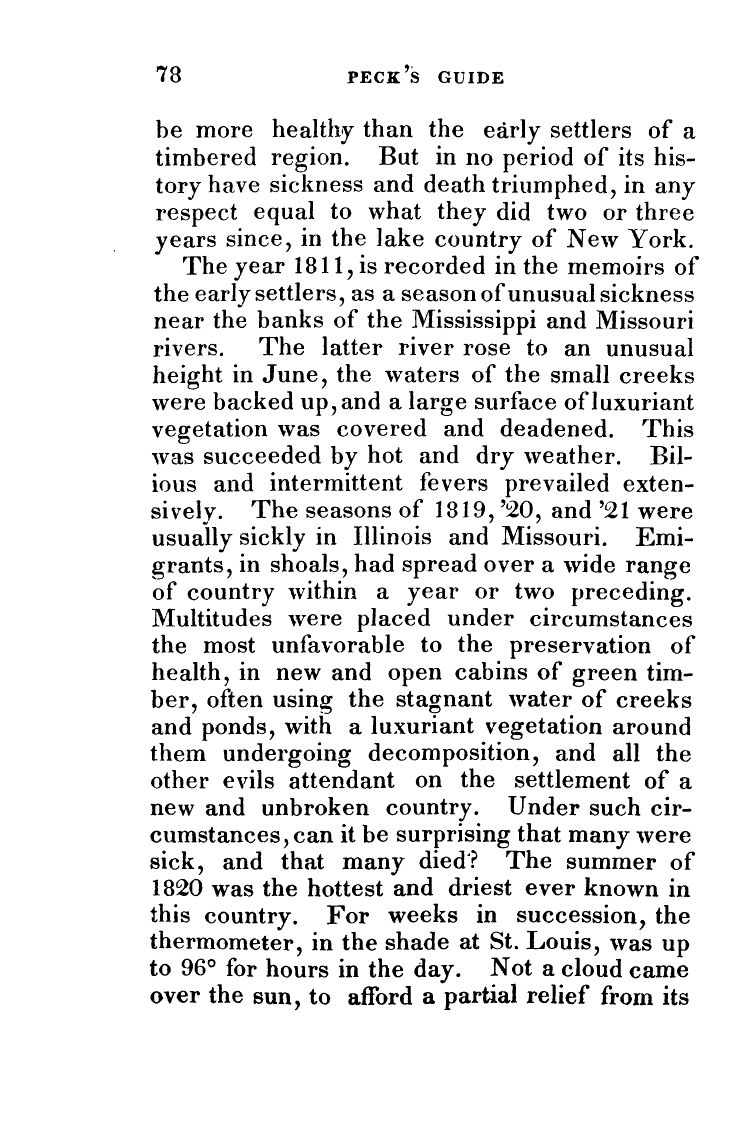 78 PECK'S GUIDE
be more healthy than the early settlers of a
timbered region. But in no period of its his-
tory have sickness and death triumphed, in any
respect equal to what they did two or three
years since, in the lake country of New York.
The year 1811, is recorded in the memoirs of
the early settlers, as a season of unusual sickness
near the banks of the Mississippi and Missouri
rivers. The latter river rose to an unusual
height in June, the waters of the small creeks
were backed up, and a large surface of luxuriant
vegetation was covered and deadened. This
was succeeded by hot and dry weather. Bil-
ious and intermittent fevers prevailed exten-
sively. The seasons of 1819, '20, and '21 were
usually sickly in Illinois and Missouri. Emi-
grants, in shoals, had spread over a wide range
of country within a year or two preceding.
Multitudes were placed under circumstances
the most unfavorable to the preservation of
health, in new and open cabins of green tim-
ber, often using the stagnant water of creeks
and ponds, with a luxuriant vegetation around
them undergoing decomposition, and all the
other evils attendant on the settlement of a
new and unbroken country. Under such cir-
cumstances, can it be surprising that many were
sick, and that many died? The summer of
1820 was the hottest and driest ever known in
this country. For weeks in succession, the
thermometer, in the shade at St. Louis, was up
to 96° for hours in the day. Not a cloud came
over the sun, to afford a partial relief from its